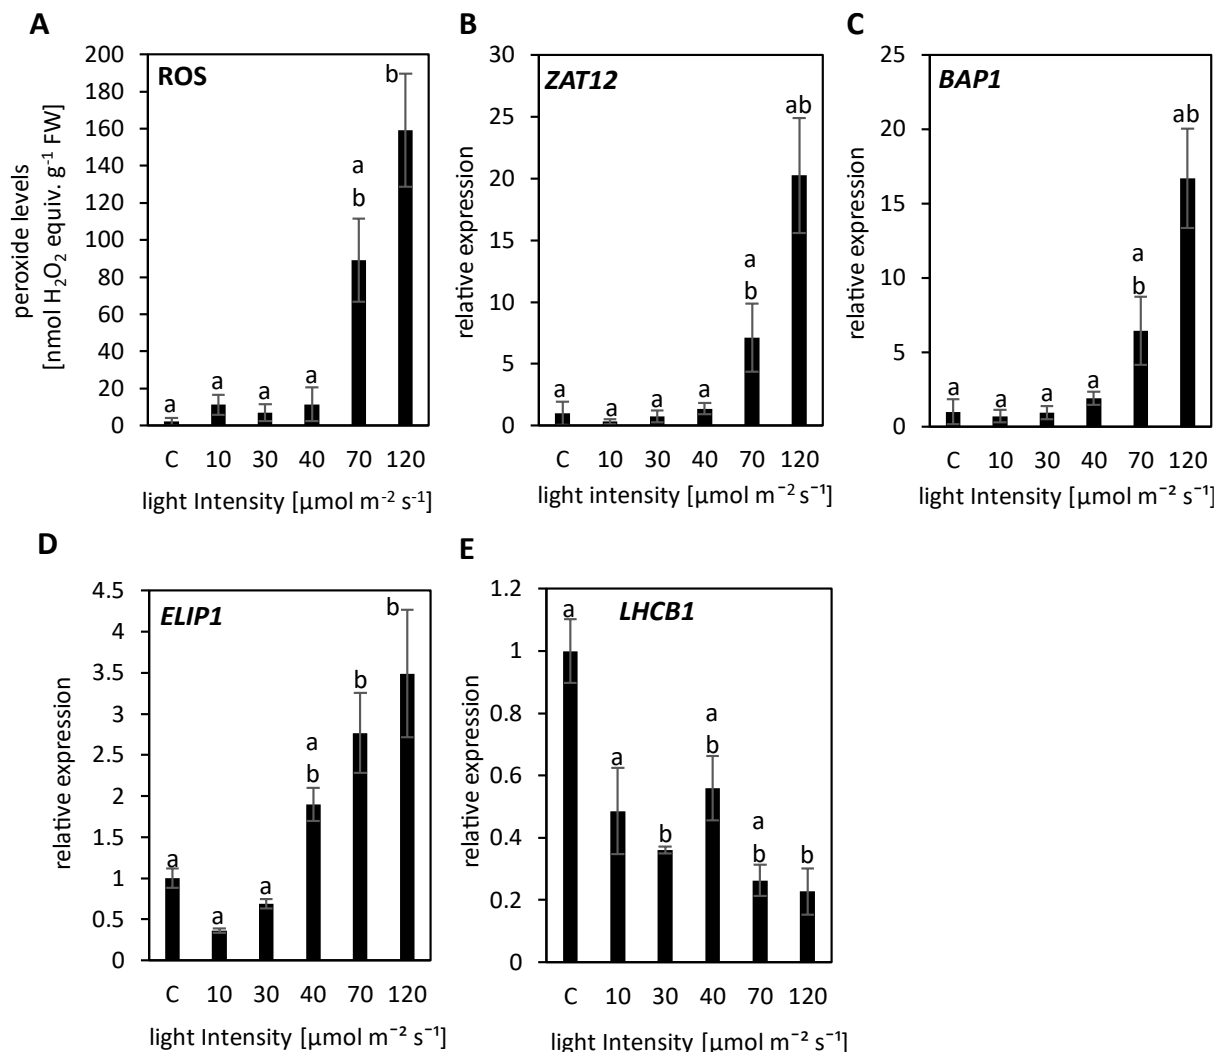 A
peroxide levels
[nmol H₂O₂ equiv. g⁻¹ FW]
200
180
160
140
120
100
80
60
40
20
0
ROS
a
a
a
a
a
b
b
C 10 30 40 70 120
light Intensity [µmol m⁻² s⁻¹]
B
relative expression
30
25
20
15
10
5
0
ZAT12
a
a
a
a
a
b
ab
C 10 30 40 70 120
light intensity [µmol m⁻² s⁻¹]
C
relative expression
25
20
15
10
5
0
BAP1
a
a
a
a
a
b
ab
C 10 30 40 70 120
light Intensity [µmol m⁻² s⁻¹]
D
relative expression
4.5
4
3.5
3
2.5
2
1.5
1
0.5
0
ELIP1
a
a
a
a
b
b
b
C 10 30 40 70 120
light Intensity [µmol m⁻² s⁻¹]
E
relative expression
1.2
1
0.8
0.6
0.4
0.2
0
LHCB1
a
a
b
a
b
a
b
b
C 10 30 40 70 120
light Intensity [µmol m⁻² s⁻¹]